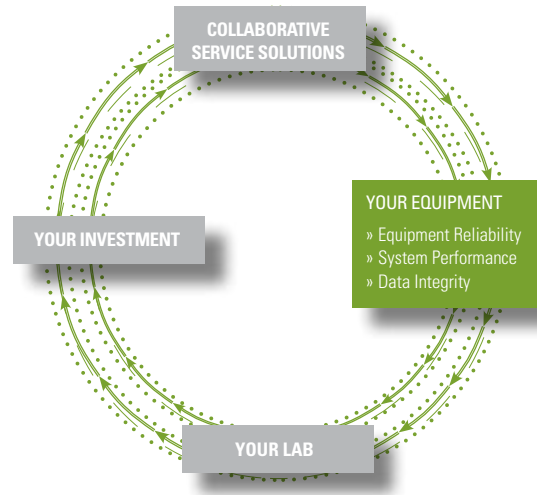 COLLABORATIVE
SERVICE SOLUTIONS
YOUR EQUIPMENT
» Equipment Reliability
» System Performance
» Data Integrity
YOUR INVESTMENT
YOUR LAB